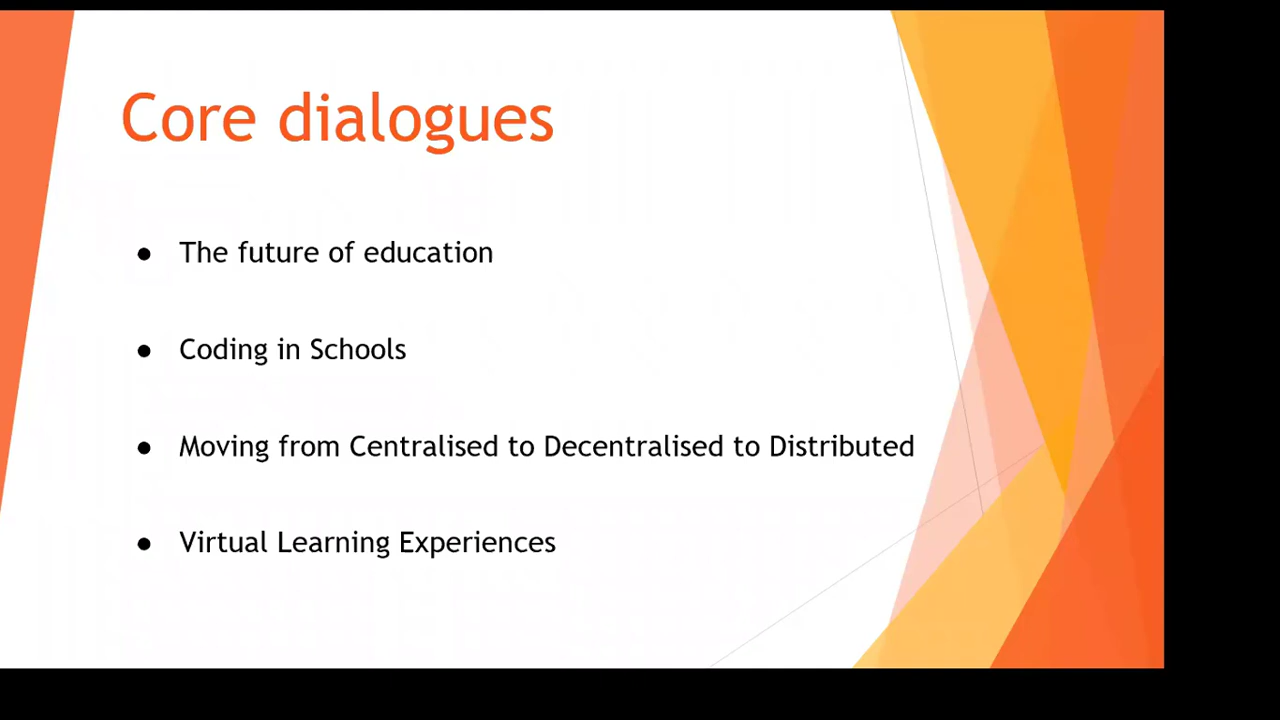 Core dialogues
● The future of education
● Coding in Schools
● Moving from Centralised to Decentralised to Distributed
● Virtual Learning Experiences